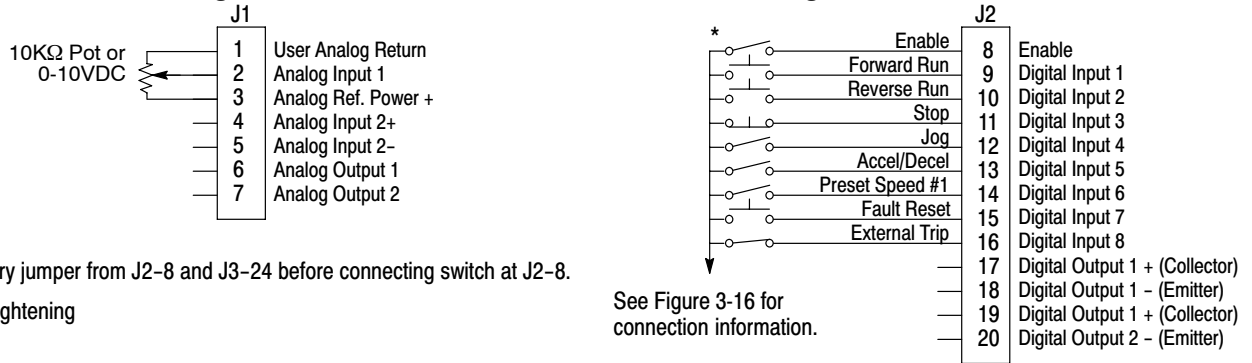 J1
10KΩ Pot or
0-10VDC
1 User Analog Return
2 Analog Input 1
3 Analog Ref. Power +
4 Analog Input 2+
5 Analog Input 2-
6 Analog Output 1
7 Analog Output 2
ry jumper from J2-8 and J3-24 before connecting switch at J2-8.
ghtening
J2
*
Enable 8 Enable
Forward Run 9 Digital Input 1
Reverse Run 10 Digital Input 2
Stop 11 Digital Input 3
Jog 12 Digital Input 4
Accel/Decel 13 Digital Input 5
Preset Speed #1 14 Digital Input 6
Fault Reset 15 Digital Input 7
External Trip 16 Digital Input 8
17 Digital Output 1 + (Collector)
18 Digital Output 1 - (Emitter)
19 Digital Output 1 + (Collector)
20 Digital Output 2 - (Emitter)
See Figure 3-16 for
connection information.